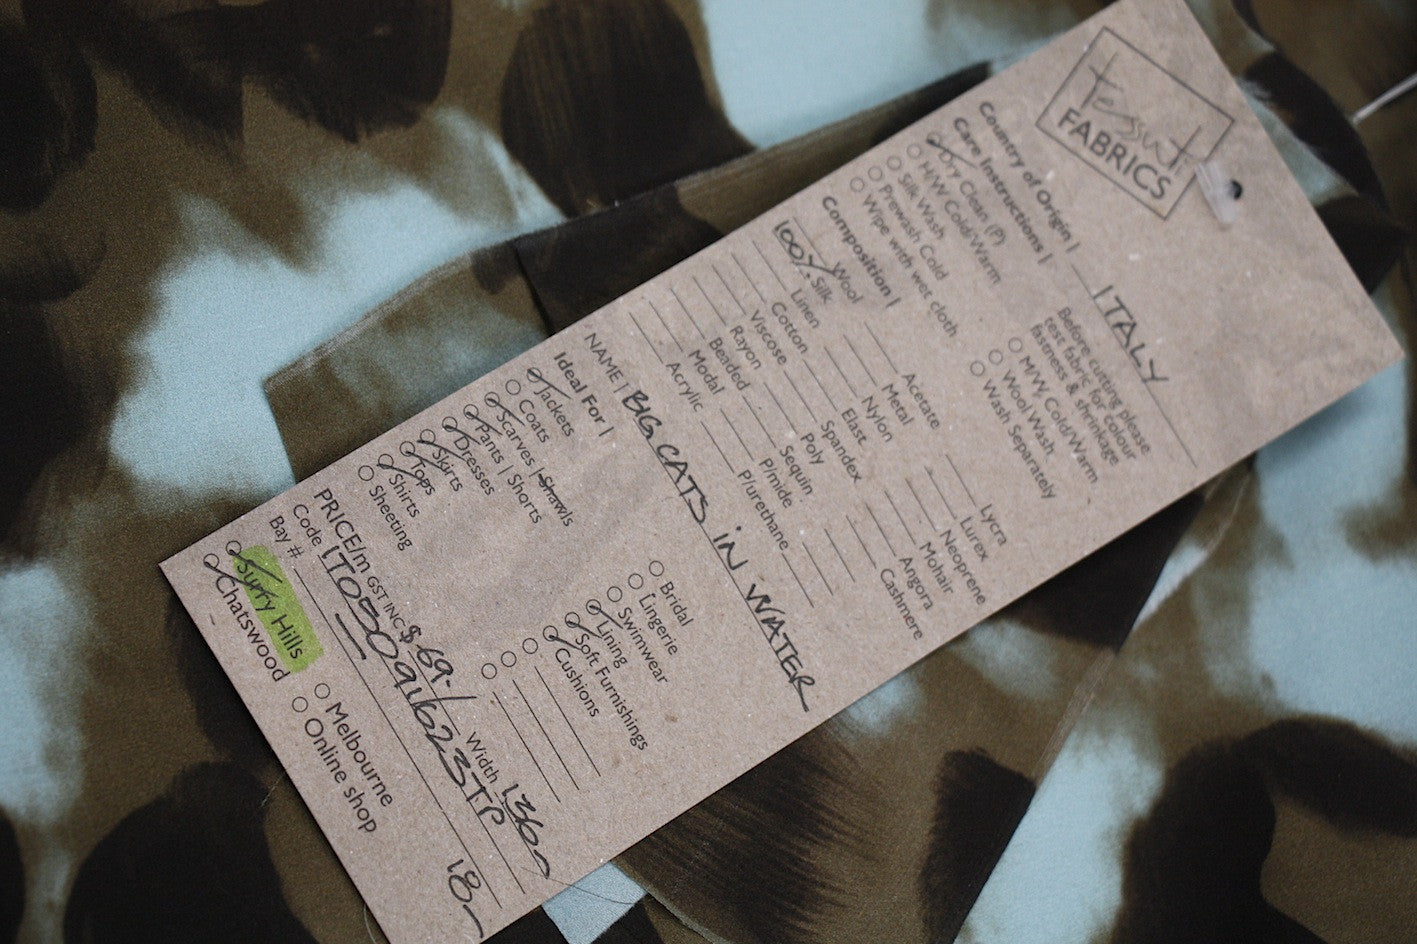 Tessuti
FABRICS
Country of Origin | ITALY
Care Instructions |
Before cutting please
test fabric for colour
fastness & shrinkage
Dry Clean (P)
H/W Cold/Warm
Silk Wash
Prewash Cold
Wipe with wet cloth
M/W, Cold/Warm
Wool Wash
Wash Separately
Composition |
Wool
100% Silk
Linen
Cotton
Viscose
Rayon
Beaded
Modal
Acrylic
Acetate
Metal
Nylon
Elast
Spandex
Poly
Sequin
P/mide
P/urethane
Lycra
Lurex
Neoprene
Mohair
Angora
Cashmere
NAME | BIG CATS IN WATER
Ideal For |
Jackets
Coats
Scarves | Shawls
Pants | Shorts
Dresses
Skirts
Tops
Shirts
Sheeting
Bridal
Lingerie
Swimwear
Lining
Soft Furnishings
Cushions
PRICE/m GST INC $69-/ Width 136
Code
Bay # 18
Surry Hills
Chatswood
Melbourne
Online shop